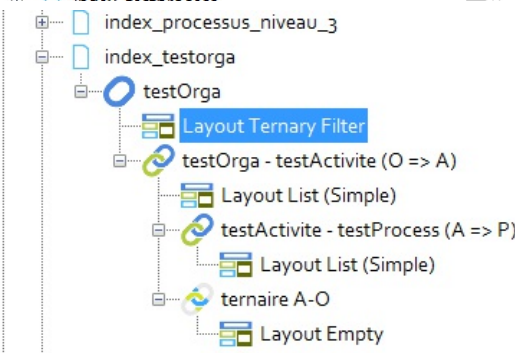 index_processus_niveau_3
index_testorga
testOrga
Layout Ternary Filter
testOrga - testActivite (O => A)
Layout List (Simple)
testActivite - testProcess (A => P)
Layout List (Simple)
ternaire A-O
Layout Empty